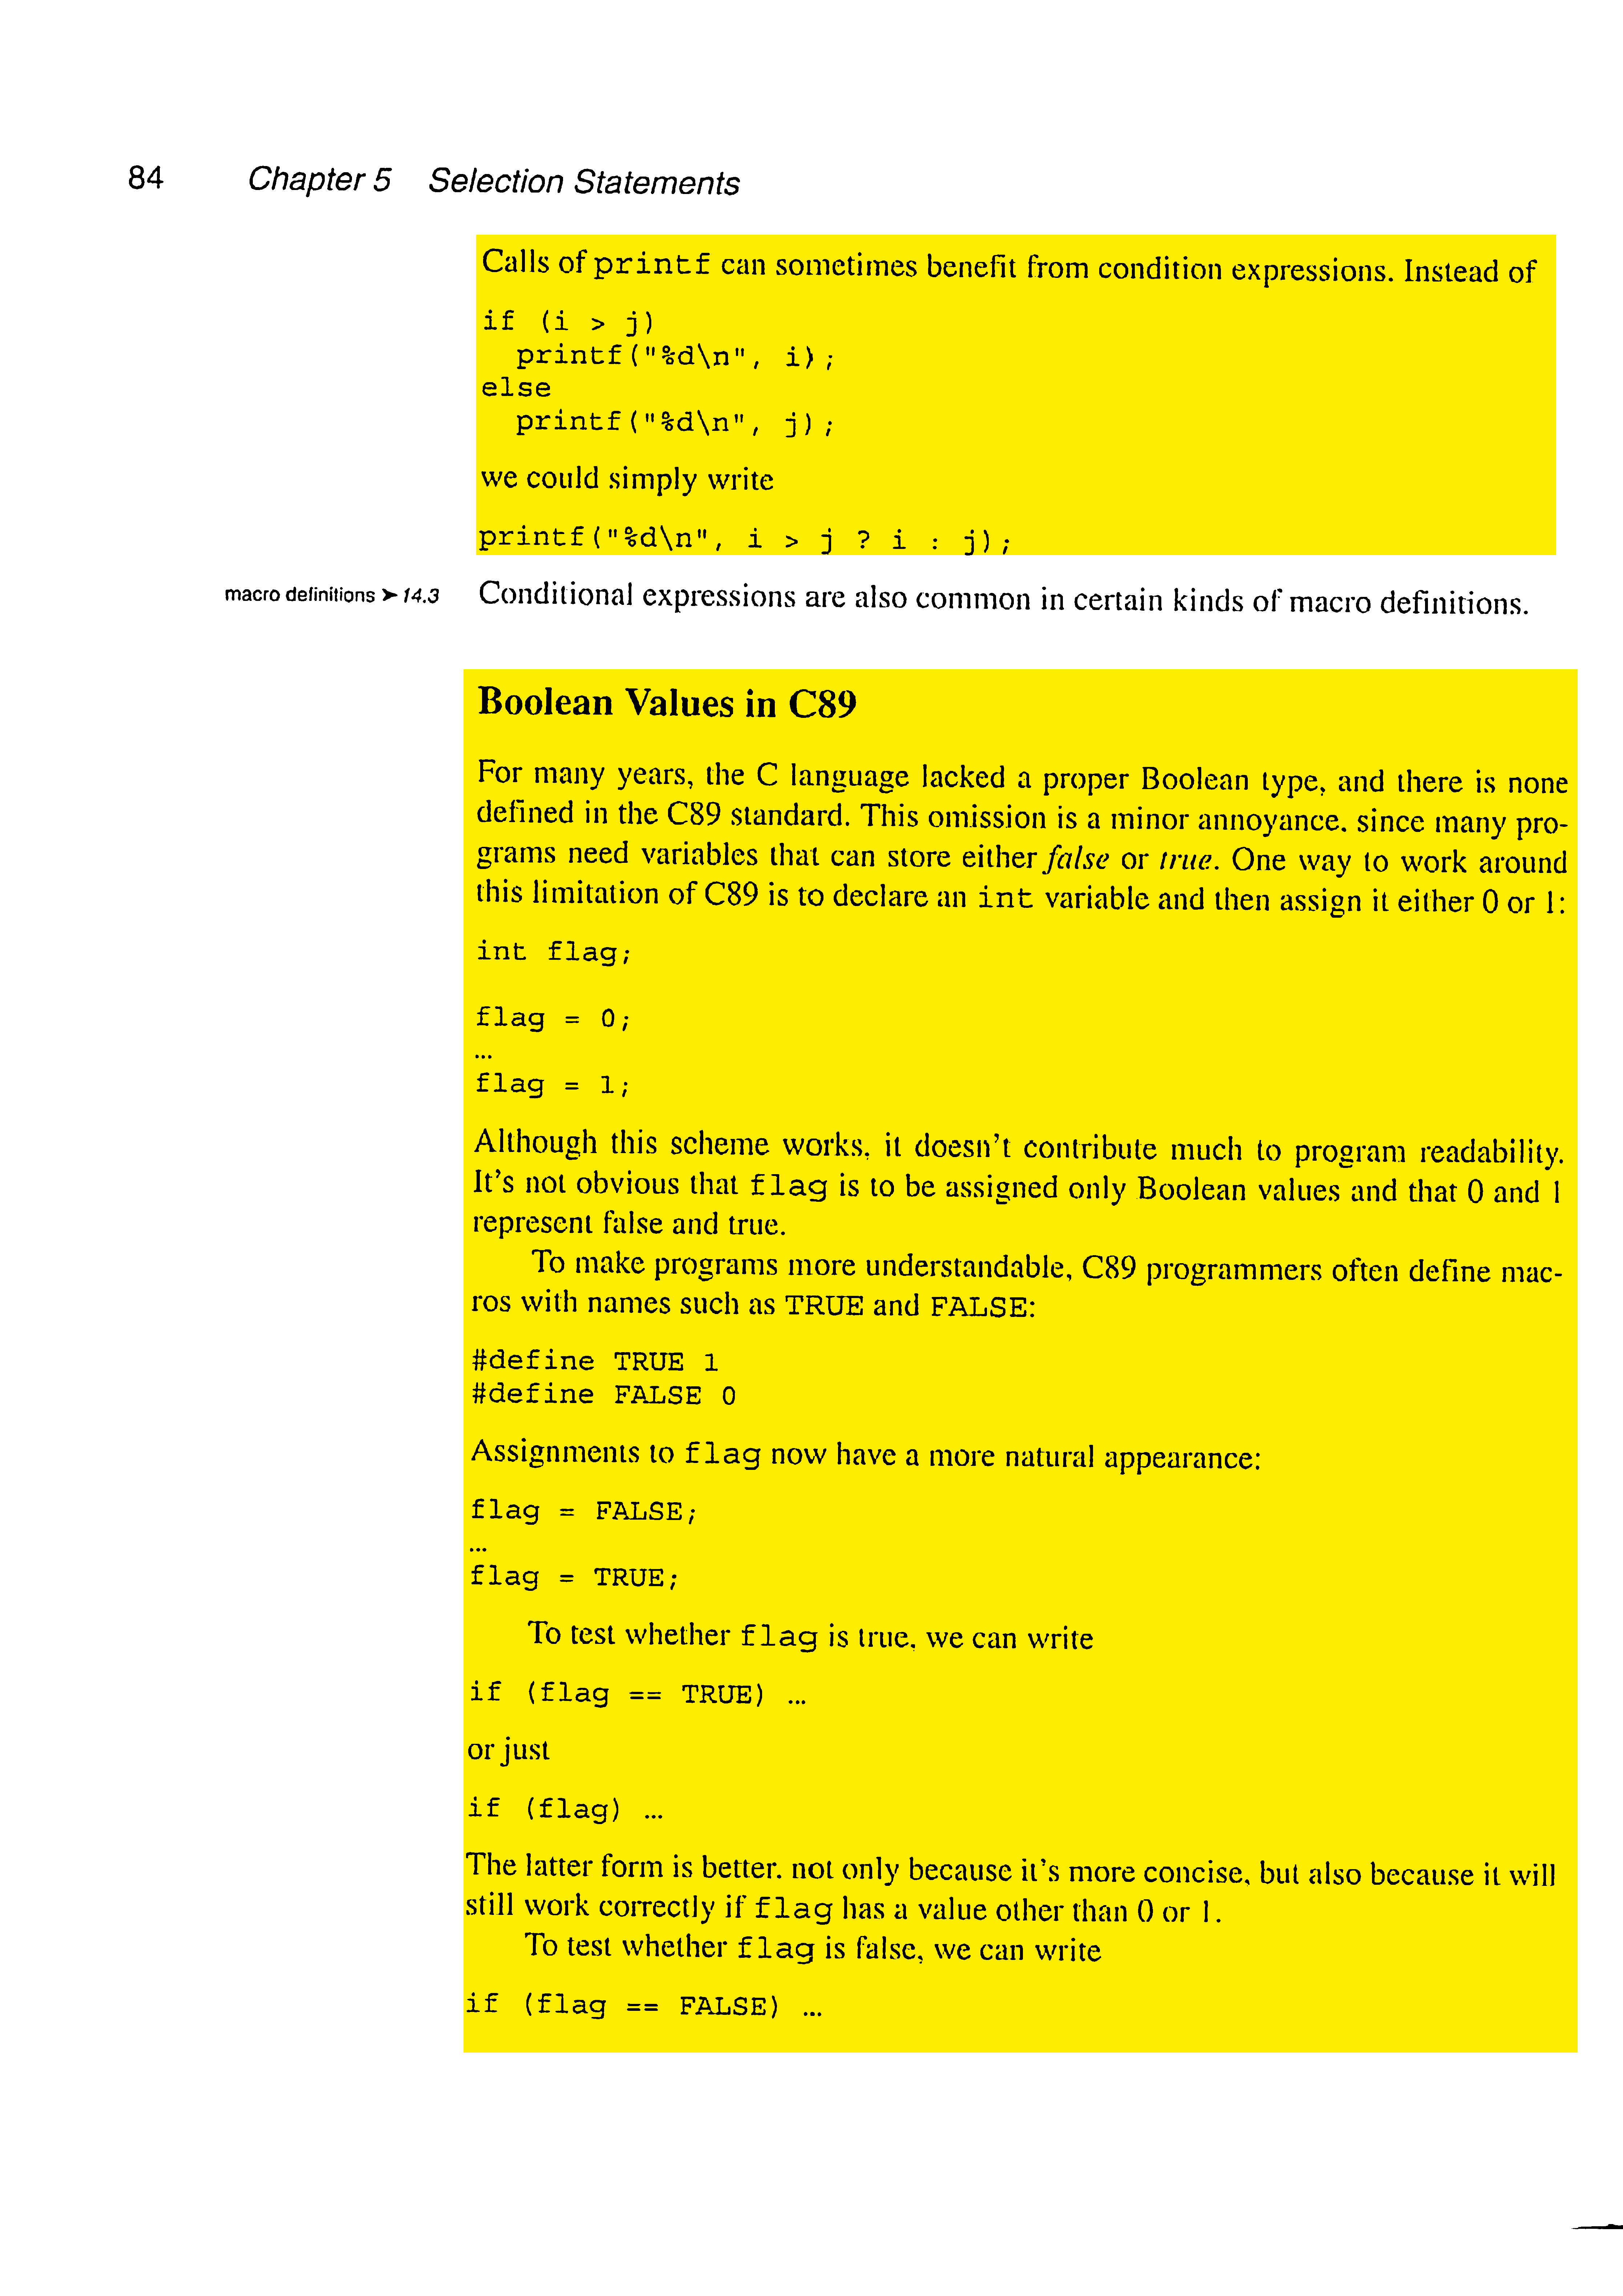 84 Chapter 5 Selection Statements
Calls of printf can sometimes benefit from condition expressions. Instead of
if (i > j)
printf("%d\n", i);
else
printf("%d\n", j);
we could simply write
printf("%d\n", i > j ? i : j);
macro definitions ➤ 14.3 Conditional expressions are also common in certain kinds of macro definitions.
Boolean Values in C89
For many years, the C language lacked a proper Boolean type, and there is none
defined in the C89 standard. This omission is a minor annoyance, since many pro-
grams need variables that can store either false or true. One way to work around
this limitation of C89 is to declare an int variable and then assign it either 0 or 1:
int flag;
flag = 0;
…
flag = 1;
Although this scheme works, it doesn't contribute much to program readability.
It's not obvious that flag is to be assigned only Boolean values and that 0 and 1
represent false and true.
To make programs more understandable, C89 programmers often define mac-
ros with names such as TRUE and FALSE:
#define TRUE 1
#define FALSE 0
Assignments to flag now have a more natural appearance:
flag = FALSE;
…
flag = TRUE;
To test whether flag is true, we can write
if (flag == TRUE) …
or just
if (flag) …
The latter form is better, not only because it's more concise, but also because it will
still work correctly if flag has a value other than 0 or 1.
To test whether flag is false, we can write
if (flag == FALSE) …